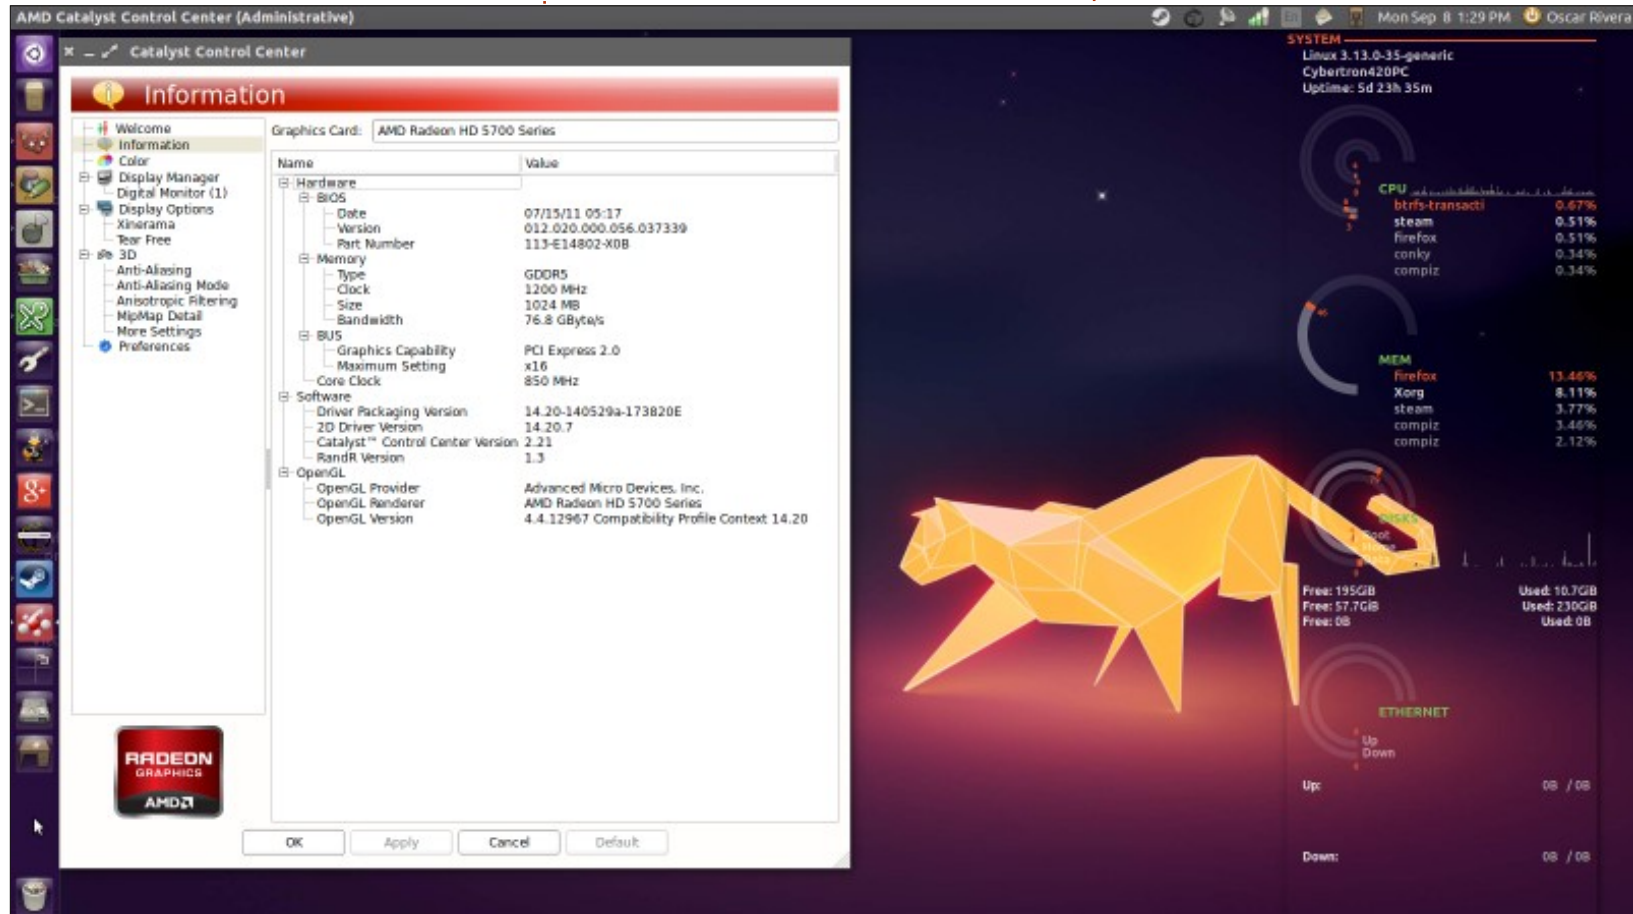 AMD Catalyst Control Center (Administrative)
En
Mon Sep 8 1:29 PM
Oscar Rivera
Catalyst Control Center
Information
Welcome
Information
Color
Display Manager
Digital Monitor (1)
Display Options
Xinerama
Tear Free
3D
Anti-Aliasing
Anti-Aliasing Mode
Anisotropic Filtering
MipMap Detail
More Settings
Preferences
RADEON
GRAPHICS
AMD
Graphics Card: AMD Radeon HD 5700 Series
Name Value
Hardware
BIOS
Date 07/15/11 05:17
Version 012.020.000.056.037339
Part Number 113-E14802-X0B
Memory
Type GDDR5
Clock 1200 MHz
Size 1024 MB
Bandwidth 76.8 GByte/s
BUS
Graphics Capability PCI Express 2.0
Maximum Setting x16
Core Clock 850 MHz
Software
Driver Packaging Version 14.20-140529a-173820E
2D Driver Version 14.20.7
Catalyst™ Control Center Version 2.21
RandR Version 1.3
OpenGL
OpenGL Provider Advanced Micro Devices, Inc.
OpenGL Renderer AMD Radeon HD 5700 Series
OpenGL Version 4.4.12967 Compatibility Profile Context 14.20
OK Apply Cancel Default
SYSTEM
Linux 3.13.0-35-generic
Cybertron420PC
Uptime: 5d 23h 35m
CPU
btrfs-transacti 0.67%
steam 0.51%
firefox 0.51%
conky 0.34%
compiz 0.34%
46
MEM
firefox 13.46%
Xorg 8.11%
steam 3.77%
compiz 3.46%
compiz 2.12%
DISKS
Root
Home
Data
Free: 195GiB Used: 10.7GiB
Free: 57.7GiB Used: 230GiB
Free: 0B Used: 0B
ETHERNET
Up
Down
Up: 0B / 0B
Down: 0B / 0B
8+